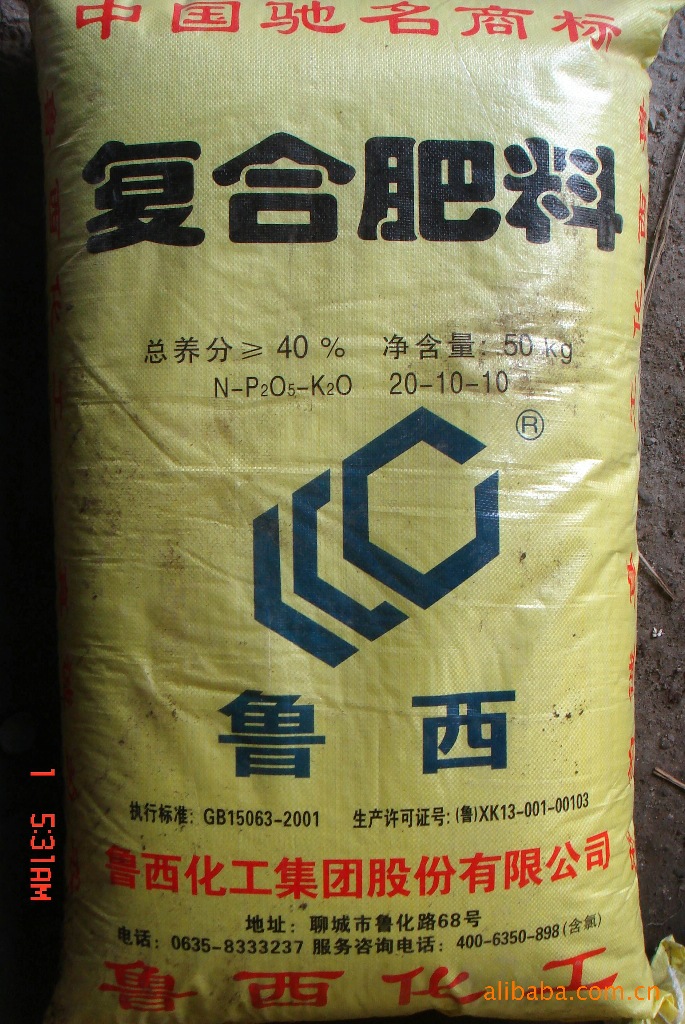 中国驰名商标
复合肥料
总养分≥ 40 % 净含量: 50 kg
N-P₂O₅-K₂O 20-10-10
®
鲁西
执行标准: GB15063-2001 生产许可证号: (鲁)XK13-001-00103
鲁西化工集团股份有限公司
地址: 聊城市鲁化路68号
电话: 0635-8333237 服务咨询电话: 400-6350-898(含氯)
鲁西化工
alibaba.com.cn
1 5:31AM